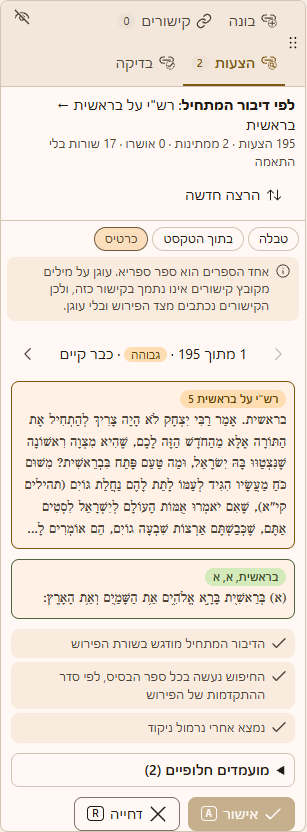 בונה
קישורים 0
הצעות 2
בדיקה
לפי דיבור המתחיל: רש"י על בראשית ←
בראשית
195 הצעות · 2 ממתינות · 0 אושרו · 17 שורות בלי
התאמה
הרצה חדשה
טבלה
בתוך הטקסט
כרטיס
אחד הספרים הוא ספר ספריא. עוגן על מילים
מקובץ קישורים אינו נתמך בקישור כזה, ולכן
הקישורים נכתבים מצד הפירוש ובלי עוגן.
1 מתוך 195 · גבוהה · כבר קיים
רש"י על בראשית 5
בראשית. אָמַר רַבִּי יִצְחָק לֹא הָיָה צָרִיךְ לְהַתְחִיל אֶת
הַתּוֹרָה אֶלָּא מֵהַחֹדֶשׁ הַזֶּה לָכֶם, שֶׁהִיא מִצְוָה רִאשׁוֹנָה
שֶׁנִּצְטַוּוּ בָּהּ יִשְׂרָאֵל, וּמַה טַּעַם פָּתַח בִּבְרֵאשִׁית? מִשּׁוּם
כֹּחַ מַעֲשָׂיו הִגִּיד לְעַמּוֹ לָתֵת לָהֶם נַחֲלַת גּוֹיִם (תהילים
קי"א), שֶׁאִם יֹאמְרוּ אֻמּוֹת הָעוֹלָם לְיִשְׂרָאֵל לִסְטִים
אַתֶּם, שֶׁכְּבַשְׁתֶּם אַרְצוֹת שִׁבְעָה גוֹיִם, הֵם אוֹמְרִים לָ...
בראשית, א, א
(א) בְּרֵאשִׁ֖ית בָּרָ֣א אֱלֹהִ֑ים אֵ֥ת הַשָּׁמַ֖יִם וְאֵ֥ת הָאָֽרֶץ׃
הדיבור המתחיל מודגש בשורת הפירוש
החיפוש נעשה בכל ספר הבסיס, לפי סדר
ההתקדמות של הפירוש
נמצא אחרי נרמול ניקוד
מועמדים חלופיים (2)
אישור A
דחייה R